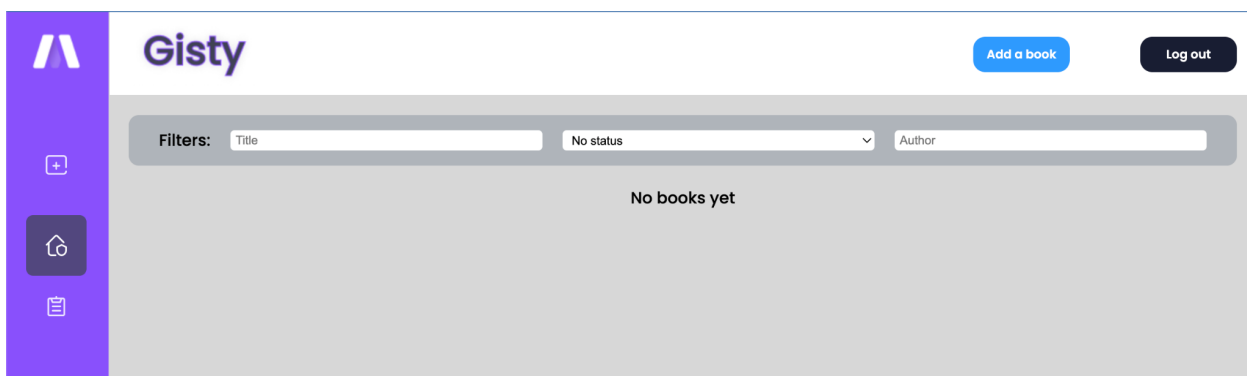 Gisty
Add a book
Log out
Filters:
Title
No status
Author
No books yet